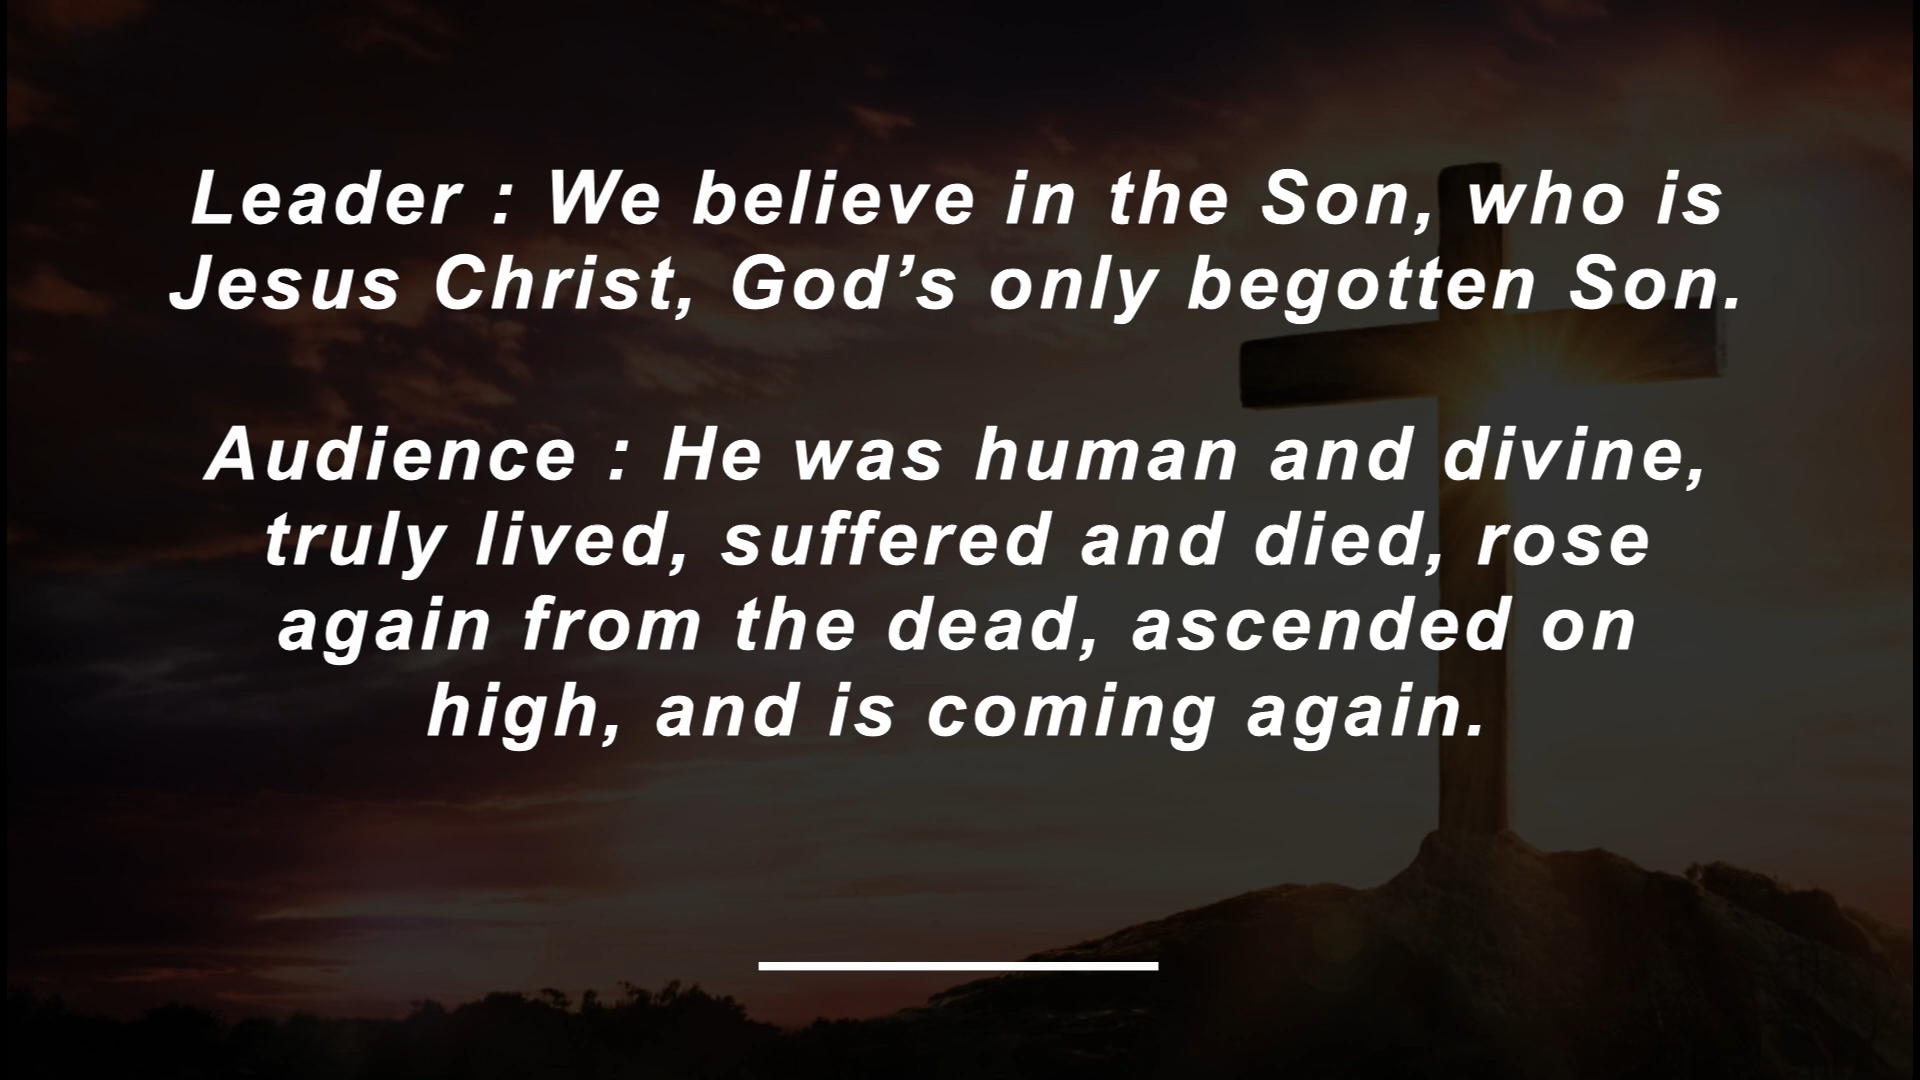 Leader : We believe in the Son, who is
Jesus Christ, God’s only begotten Son.
Audience : He was human and divine,
truly lived, suffered and died, rose
again from the dead, ascended on
high, and is coming again.